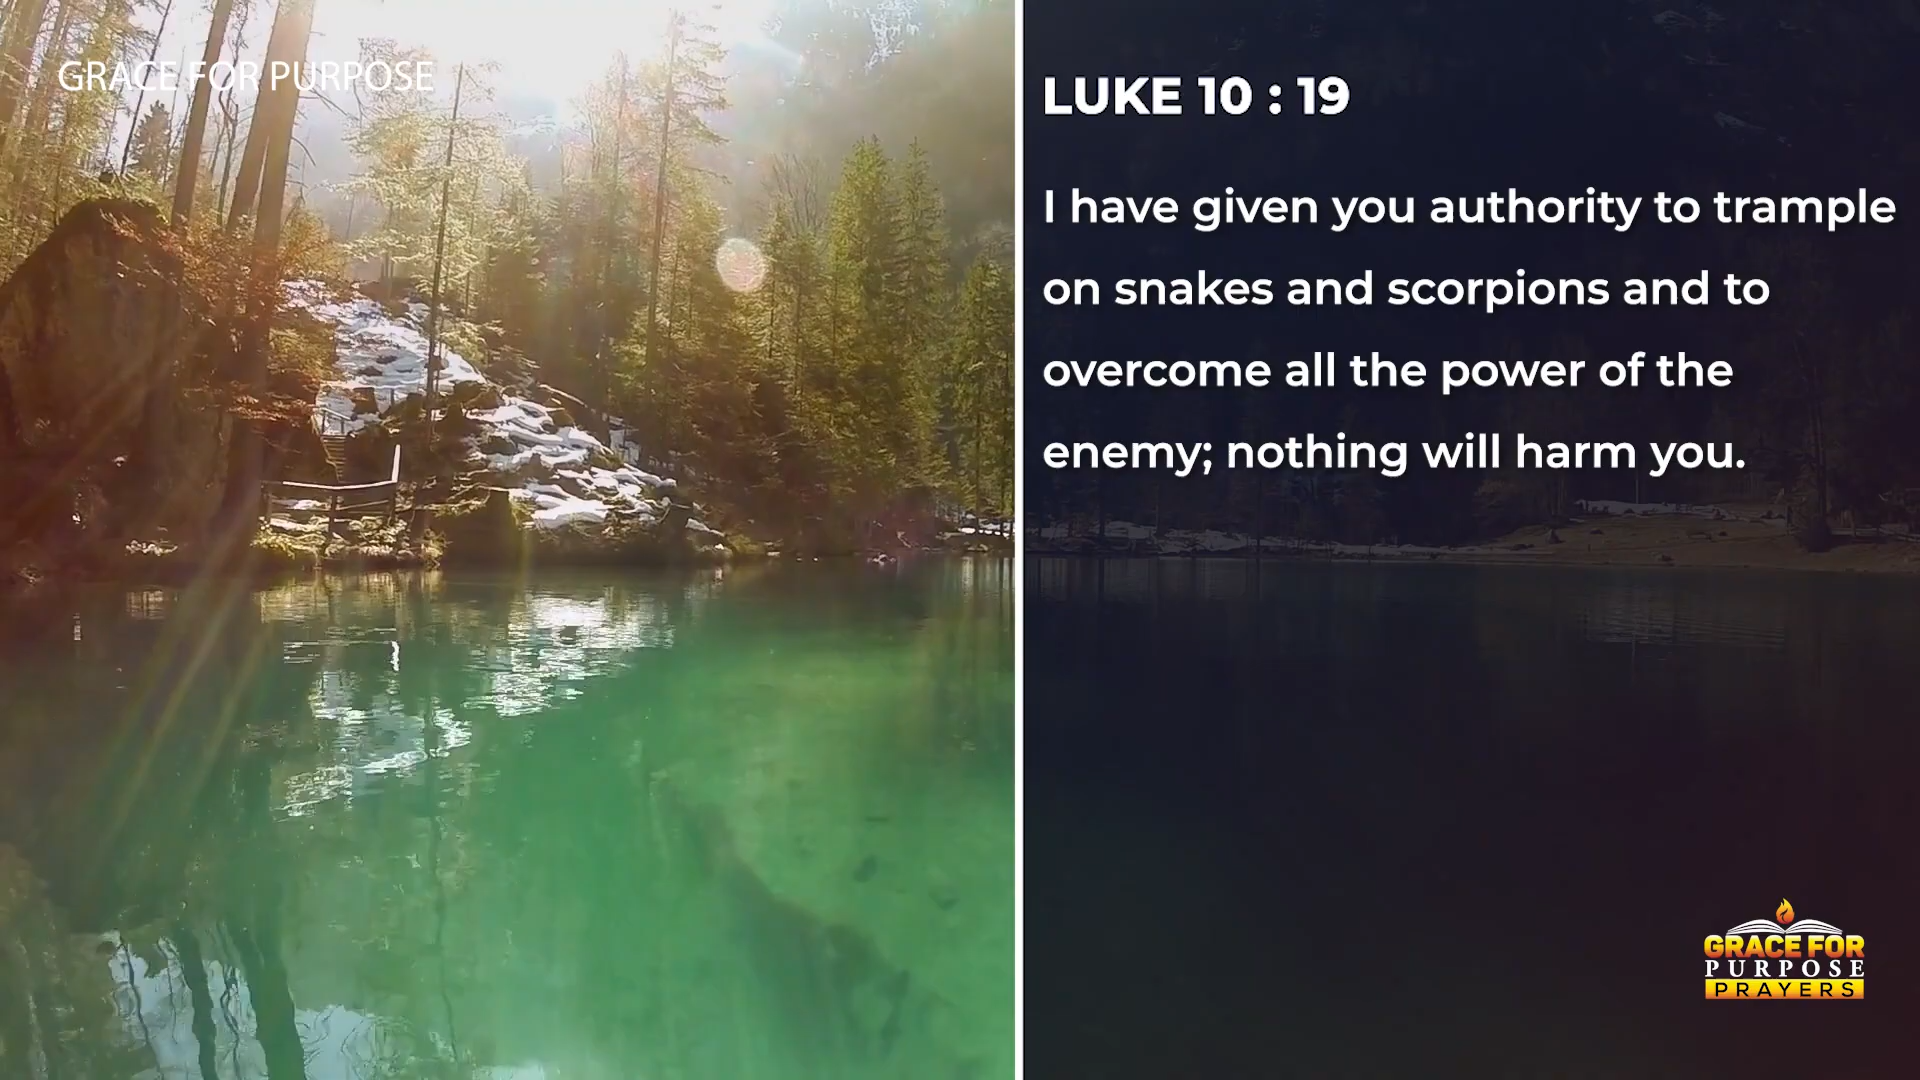 GRACE FOR PURPOSE
LUKE 10 : 19
I have given you authority to trample
on snakes and scorpions and to
overcome all the power of the
enemy; nothing will harm you.
GRACE FOR
PURPOSE
PRAYERS